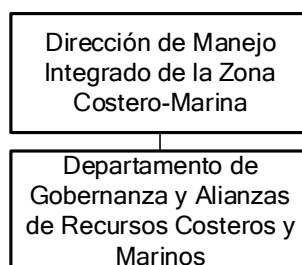 Dirección de Manejo
Integrado de la Zona
Costero-Marina
Departamento de
Gobernanza y Alianzas
de Recursos Costeros y
Marinos